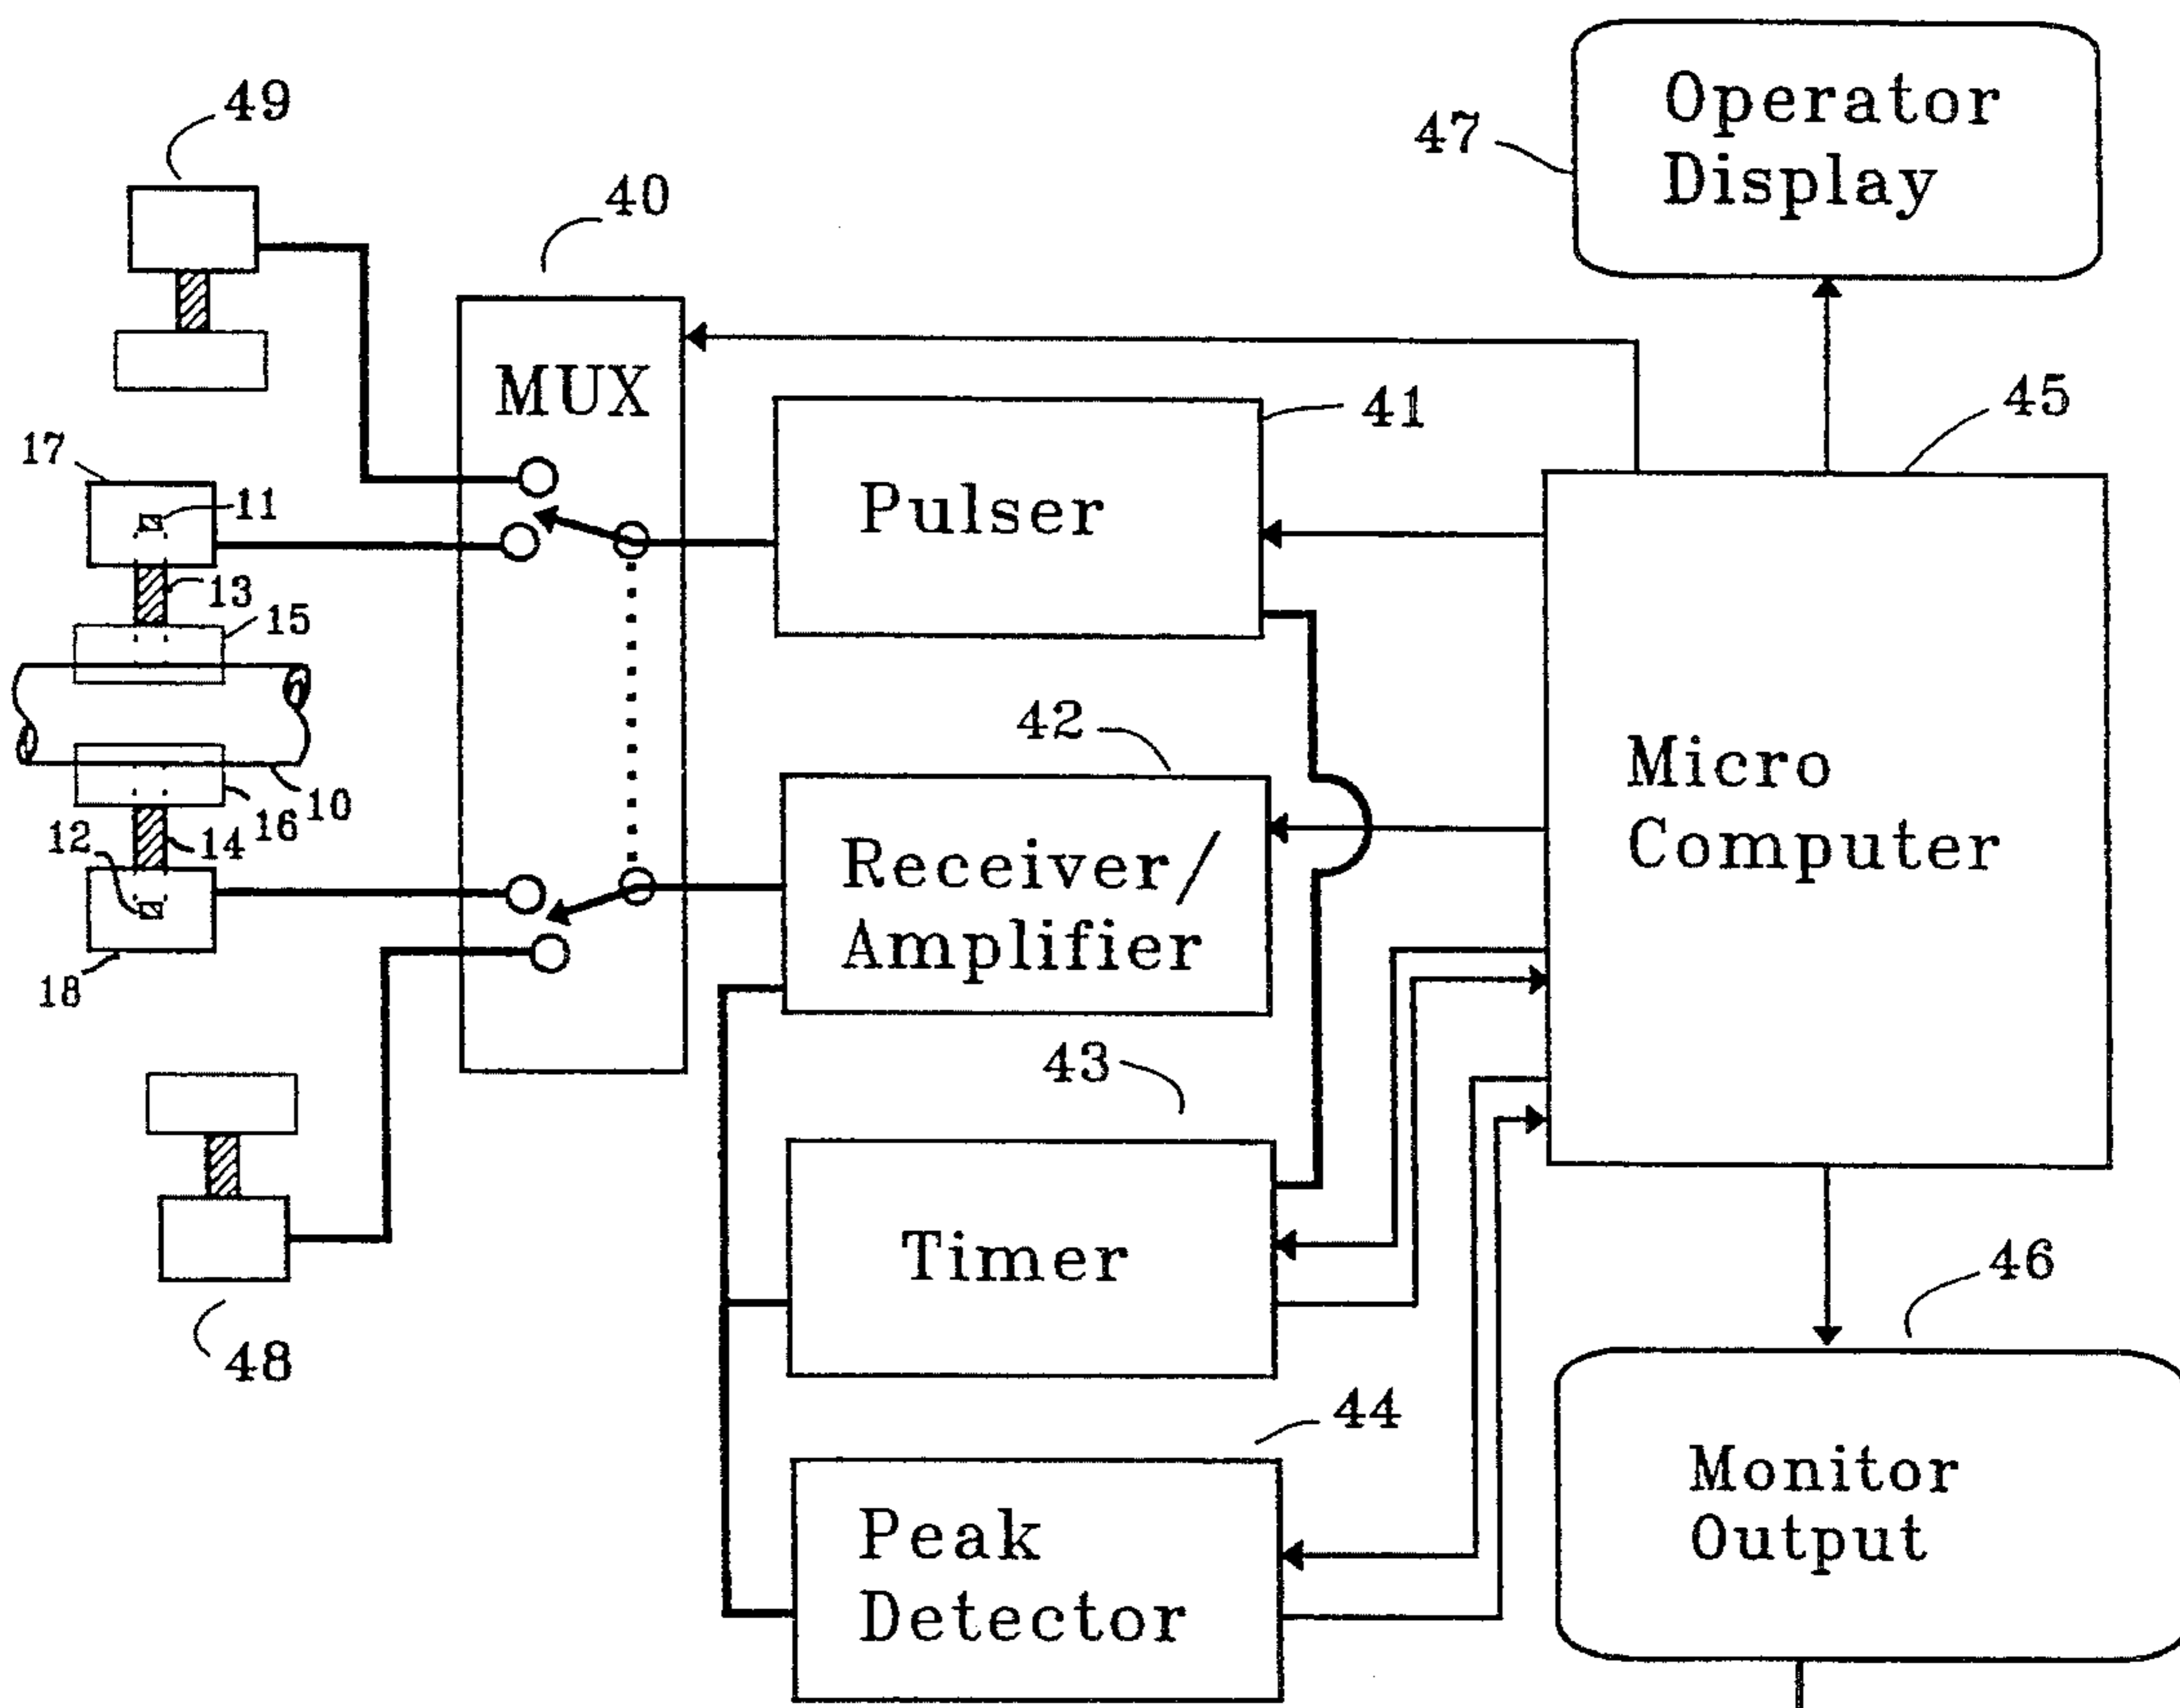 Operator
Display
47
49
40
MUX
41
45
17
11
Pulser
13
15
42
Micro
Computer
10
16
12
14
Receiver/
Amplifier
18
43
Timer
46
48
44
Monitor
Output
Peak
Detector